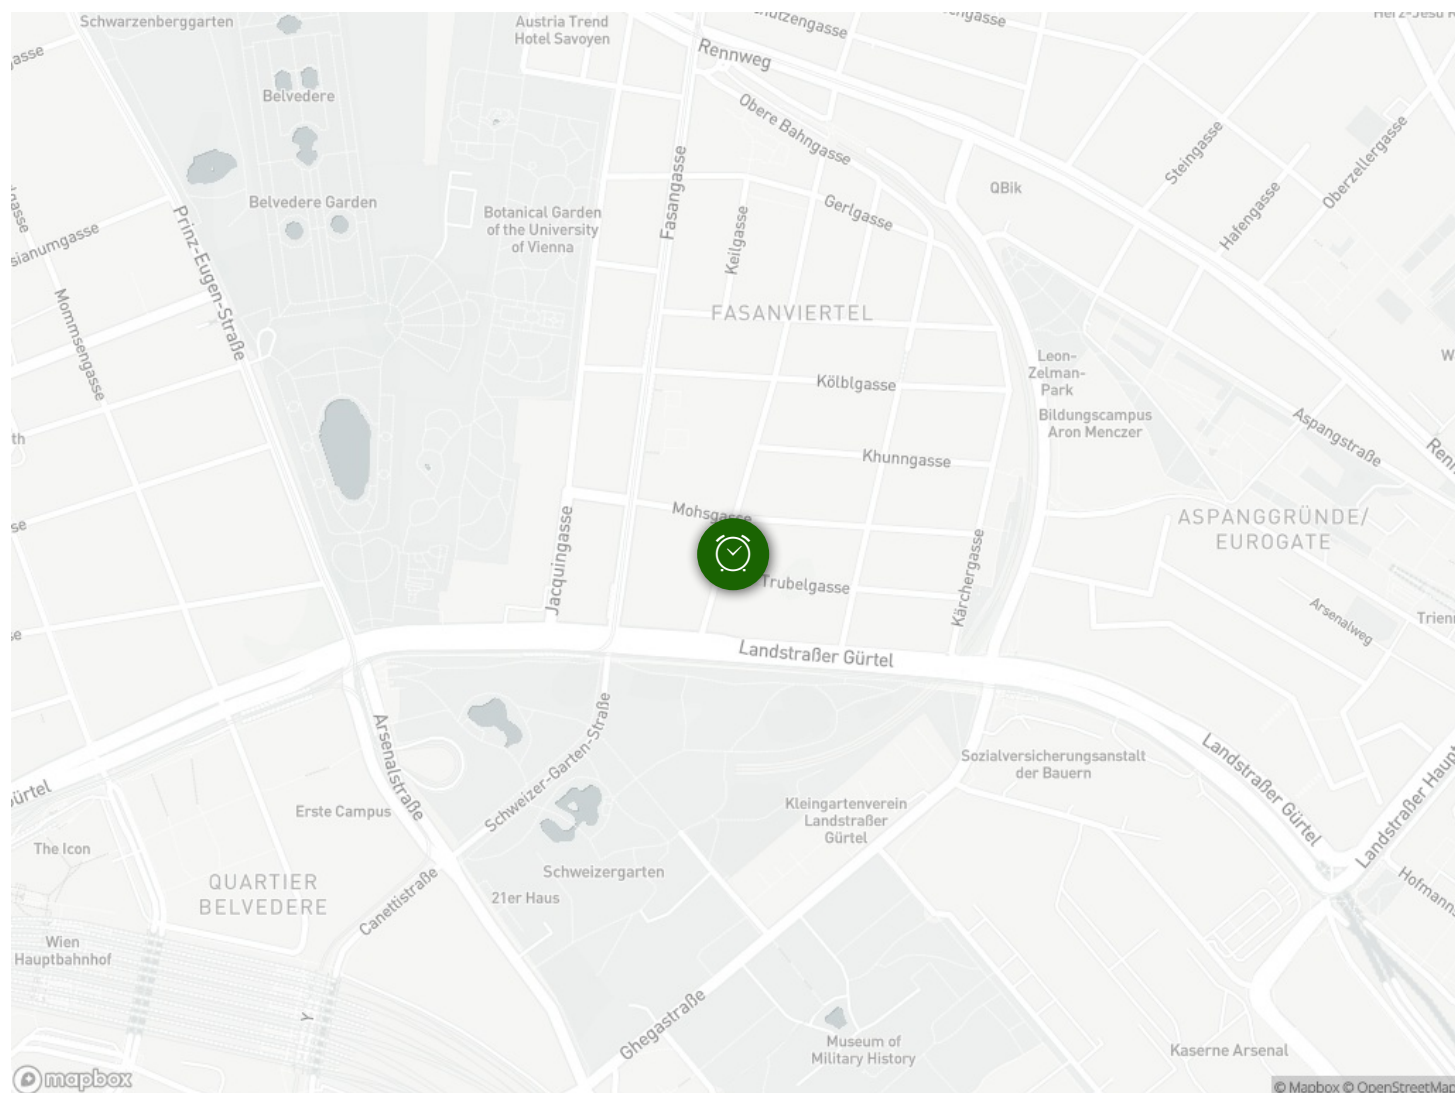 Schwarzenberggarten
Austria Trend
Hotel Savoyen
Rennweg
Belvedere
Obere Bahngasse
Steingasse
Oberzellergasse
Fasangasse
QBik
Hafengasse
Belvedere Garden
Botanical Garden
of the University
of Vienna
Gerlgasse
Keilgasse
Prinz-Eugen-Straße
Mommsengasse
FASANVIERTEL
Leon-
Zelman-
Park
Kölblgasse
Bildungscampus
Aron Menczer
Aspangstraße
Khunngasse
Mohsgasse
ASPANGGRÜNDE/
EUROGATE
Jacquingasse
Trubelgasse
Kärchergasse
Arsenalweg
Landstraßer Gürtel
Arsenalstraße
Schweizer-Garten-Straße
Sozialversicherungsanstalt
der Bauern
Landstraßer Gürtel
Erste Campus
Kleingartenverein
Landstraßer
Gürtel
The Icon
Schweizergarten
QUARTIER
BELVEDERE
21er Haus
Canettistraße
Wien
Hauptbahnhof
Ghegastraße
Museum of
Military History
Kaserne Arsenal
mapbox
© Mapbox © OpenStreetMap